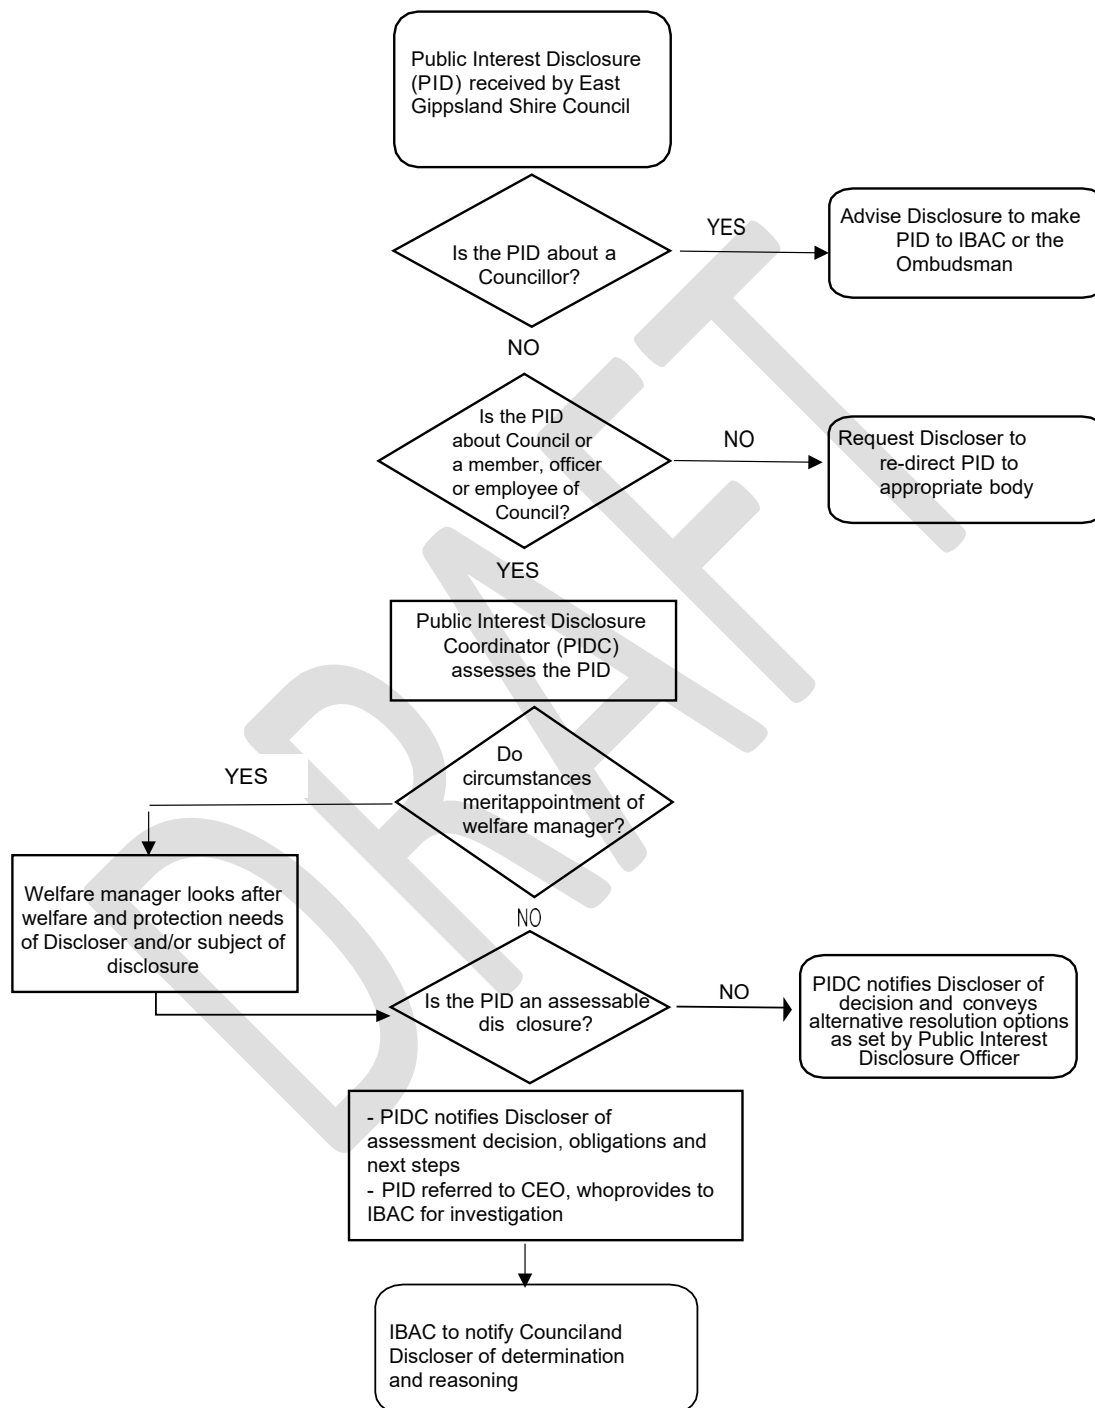 Public Interest Disclosure
(PID) received by East
Gippsland Shire Council
Is the PID about a
Councillor?
YES
Advise Disclosure to make
PID to IBAC or the
Ombudsman
NO
Is the PID
about Council or
a member, officer
or employee of
Council?
NO
Request Discloser to
re-direct PID to
appropriate body
YES
Public Interest Disclosure
Coordinator (PIDC)
assesses the PID
Do
circumstances
meritappointment of
welfare manager?
YES
Welfare manager looks after
welfare and protection needs
of Discloser and/or subject of
disclosure
NO
Is the PID an assessable
dis closure?
NO
PIDC notifies Discloser of
decision and conveys
alternative resolution options
as set by Public Interest
Disclosure Officer
- PIDC notifies Discloser of
assessment decision, obligations and
next steps
- PID referred to CEO, whoprovides to
IBAC for investigation
IBAC to notify Counciland
Discloser of determination
and reasoning
DRAFT